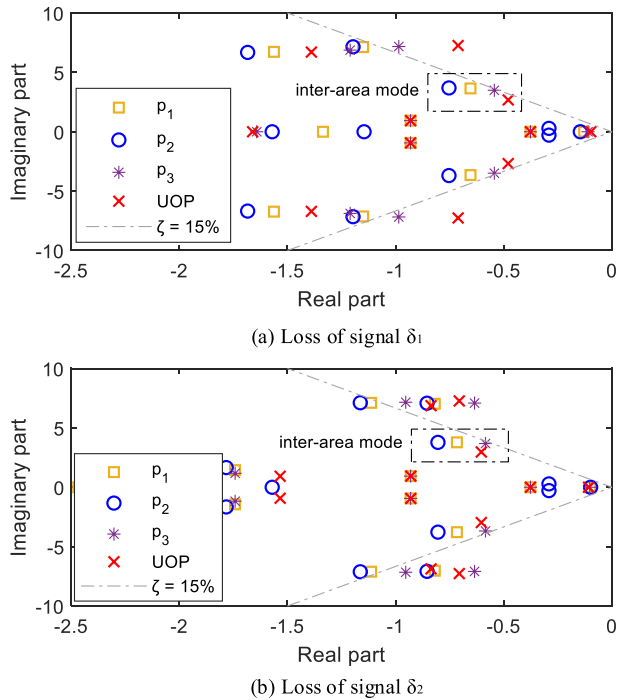 10
5
0
-5
-10
Imaginary part
inter-area mode
p1
p2
p3
UOP
ζ = 15%
-2.5 -2 -1.5 -1 -0.5 0
Real part
(a) Loss of signal δ1
10
5
0
-5
-10
Imaginary part
inter-area mode
p1
p2
p3
UOP
ζ = 15%
-2.5 -2 -1.5 -1 -0.5 0
Real part
(b) Loss of signal δ2